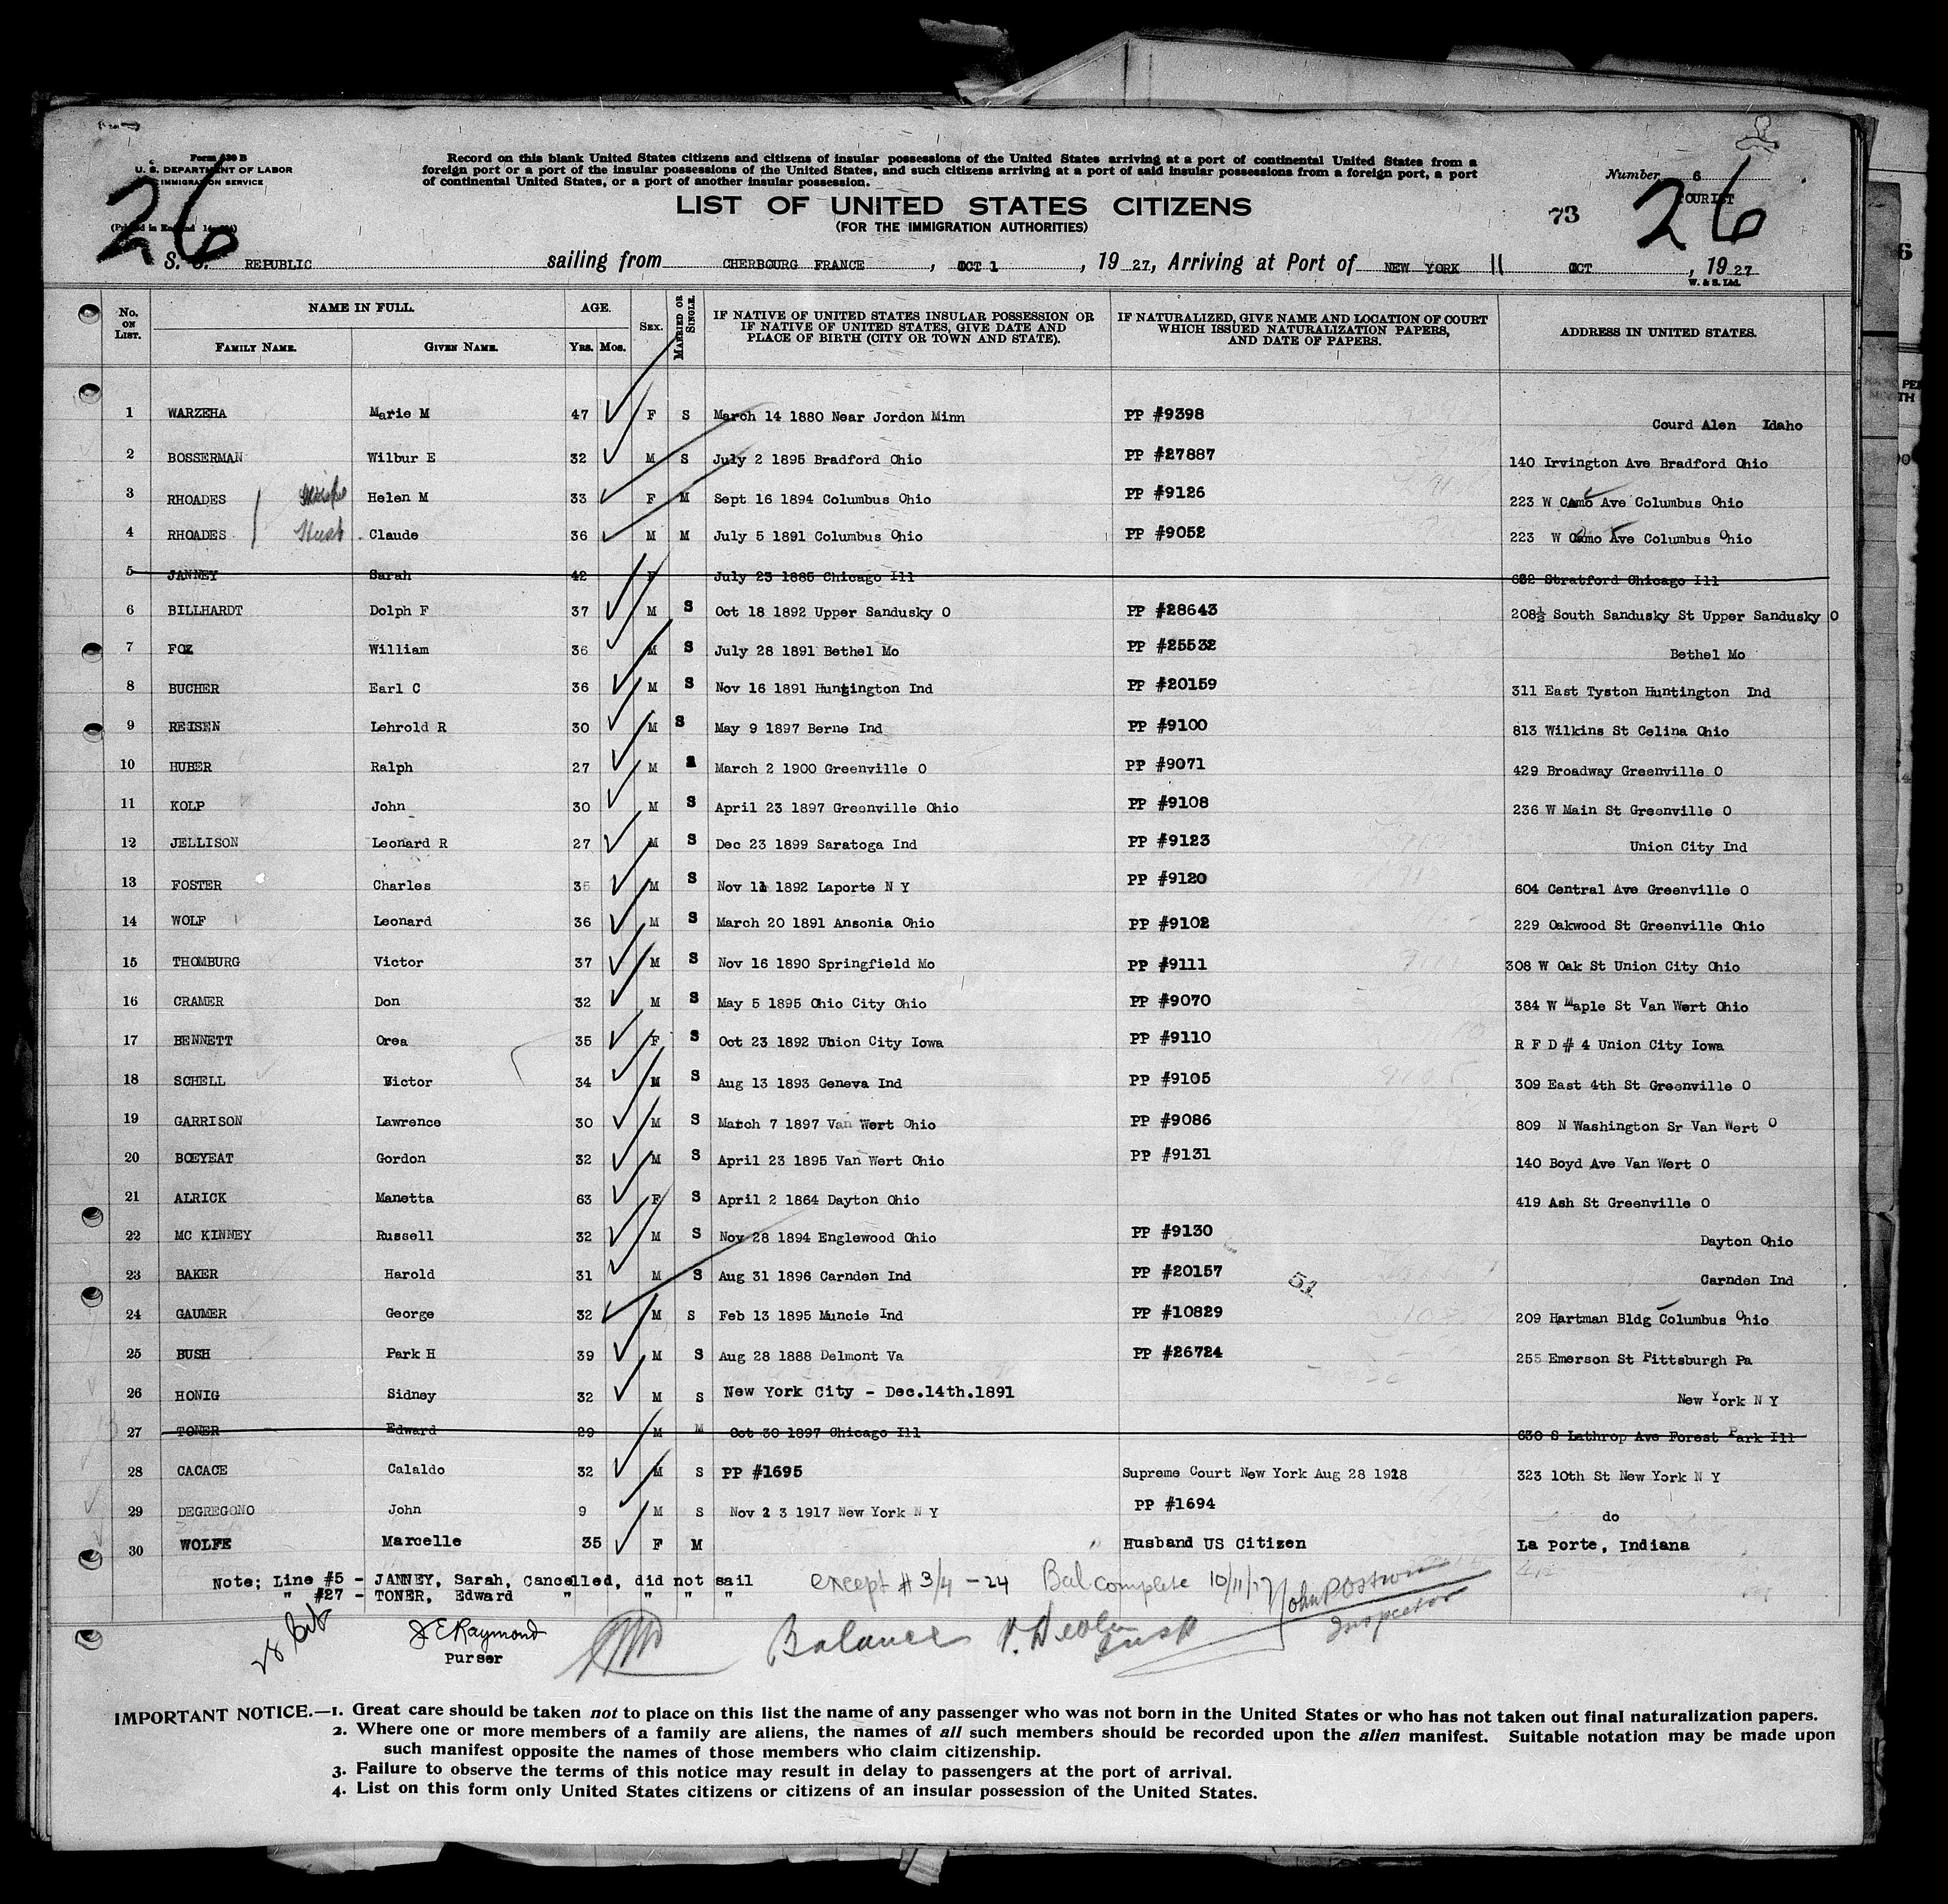 Form 630 B
U. S. DEPARTMENT OF LABOR
IMMIGRATION SERVICE
26
Record on this blank United States citizens and citizens of insular possessions of the United States arriving at a port of continental United States from a
foreign port or a port of the insular possessions of the United States, and such citizens arriving at a port of said insular possessions from a foreign port, a port
of continental United States, or a port of another insular possession.
Number 6
TOURIST
LIST OF UNITED STATES CITIZENS
73
26
(FOR THE IMMIGRATION AUTHORITIES)
S. S. REPUBLIC sailing from CHERBOURG FRANCE, OCT 1, 1927, Arriving at Port of NEW YORK 11 OCT, 1927
W. & S. Ltd.
No. ON LIST. NAME IN FULL. FAMILY NAME. GIVEN NAME. AGE. YRS. MOS. SEX. MARRIED OR SINGLE. IF NATIVE OF UNITED STATES INSULAR POSSESSION OR IF NATIVE OF UNITED STATES, GIVE DATE AND PLACE OF BIRTH (CITY OR TOWN AND STATE). IF NATURALIZED, GIVE NAME AND LOCATION OF COURT WHICH ISSUED NATURALIZATION PAPERS, AND DATE OF PAPERS. ADDRESS IN UNITED STATES.
1 WARZEHA Marie M 47 F S March 14 1880 Near Jordon Minn PP #9398 Courd Alen Idaho
2 BOSSERMAN Wilbur E 32 M S July 2 1895 Bradford Ohio PP #27887 140 Irvington Ave Bradford Ohio
3 RHOADES Helen M 33 F M Sept 16 1894 Columbus Ohio PP #9126 223 W Como Ave Columbus Ohio
4 RHOADES Husb Claude 36 M M July 5 1891 Columbus Ohio PP #9052 223 W Como Ave Columbus Ohio
5 JANNEY Sarah 42 F July 23 1885 Chicago Ill 632 Stratford Chicago Ill
6 BILLHARDT Dolph F 37 M S Oct 18 1892 Upper Sandusky O PP #28643 208½ South Sandusky St Upper Sandusky O
7 FOX William 36 M S July 28 1891 Bethel Mo PP #25532 Bethel Mo
8 BUCHER Earl C 36 M S Nov 16 1891 Huntington Ind PP #20159 311 East Tyston Huntington Ind
9 REISEN Lehrold R 30 M S May 9 1897 Berne Ind PP #9100 813 Wilkins St Celina Ohio
10 HUBER Ralph 27 M S March 2 1900 Greenville O PP #9071 429 Broadway Greenville O
11 KOLP John 30 M S April 23 1897 Greenville Ohio PP #9108 236 W Main St Greenville O
12 JELLISON Leonard R 27 M S Dec 23 1899 Saratoga Ind PP #9123 Union City Ind
13 FOSTER Charles 35 M S Nov 11 1892 Laporte N Y PP #9120 604 Central Ave Greenville O
14 WOLF Leonard 36 M S March 20 1891 Ansonia Ohio PP #9102 229 Oakwood St Greenville Ohio
15 THOMBURG Victor 37 M S Nov 16 1890 Springfield Mo PP #9111 308 W Oak St Union City Ohio
16 CRAMER Don 32 M S May 5 1895 Ohio City Ohio PP #9070 384 W Maple St Van Wert Ohio
17 BENNETT Orea 35 F S Oct 23 1892 Union City Iowa PP #9110 R F D # 4 Union City Iowa
18 SCHELL Victor 34 M S Aug 13 1893 Geneva Ind PP #9105 309 East 4th St Greenville O
19 GARRISON Lawrence 30 M S March 7 1897 Van Wert Ohio PP #9086 809 N Washington Sr Van Wert O
20 BOEYEAT Gordon 32 M S April 23 1895 Van Wert Ohio PP #9131 140 Boyd Ave Van Wert O
21 ALRICK Manetta 63 F S April 2 1864 Dayton Ohio 419 Ash St Greenville O
22 MC KINNEY Russell 32 M S Nov 28 1894 Englewood Ohio PP #9130 Dayton Ohio
23 BAKER Harold 31 M S Aug 31 1896 Carnden Ind PP #20157 51 Carnden Ind
24 GAUMER George 32 M S Feb 13 1895 Muncie Ind PP #10829 209 Hartman Bldg Columbus Ohio
25 BUSH Park H 39 M S Aug 28 1888 Delmont Va PP #26724 255 Emerson St Pittsburgh Pa
26 HONIG Sidney 32 M S New York City - Dec.14th.1891 New York N Y
27 TONER Edward 29 M M Oct 30 1897 Chicago Ill 630 S Lathrop Ave Forest Park Ill
28 CACACE Calaldo 32 M S PP #1695 Supreme Court New York Aug 28 1928 323 10th St New York N Y
29 DEGREGONO John 9 M S Nov 23 1917 New York N Y PP #1694 do
30 WOLFE Marcelle 35 F M Husband US Citizen La Porte, Indiana
Note; Line #5 - JANNEY, Sarah, Cancelled, did not sail
" #27 - TONER, Edward " " " "
except # 3/4 - 24 Bal complete 10/11/27
Inspector
28 Cit
J E Raymond
Purser
Balance Insp
IMPORTANT NOTICE.—1. Great care should be taken not to place on this list the name of any passenger who was not born in the United States or who has not taken out final naturalization papers.
2. Where one or more members of a family are aliens, the names of all such members should be recorded upon the alien manifest. Suitable notation may be made upon
such manifest opposite the names of those members who claim citizenship.
3. Failure to observe the terms of this notice may result in delay to passengers at the port of arrival.
4. List on this form only United States citizens or citizens of an insular possession of the United States.